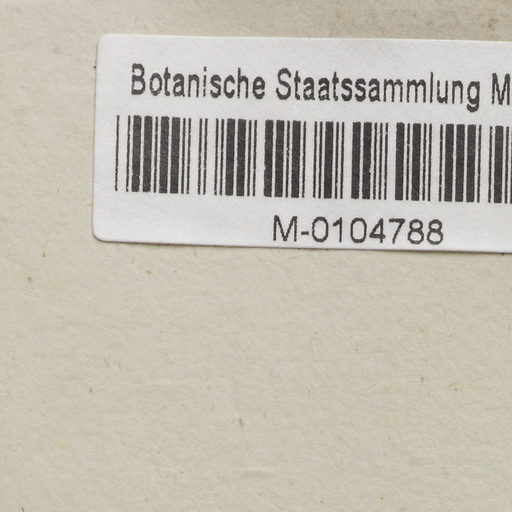 Botanische Staatssammlung M
M-0104788